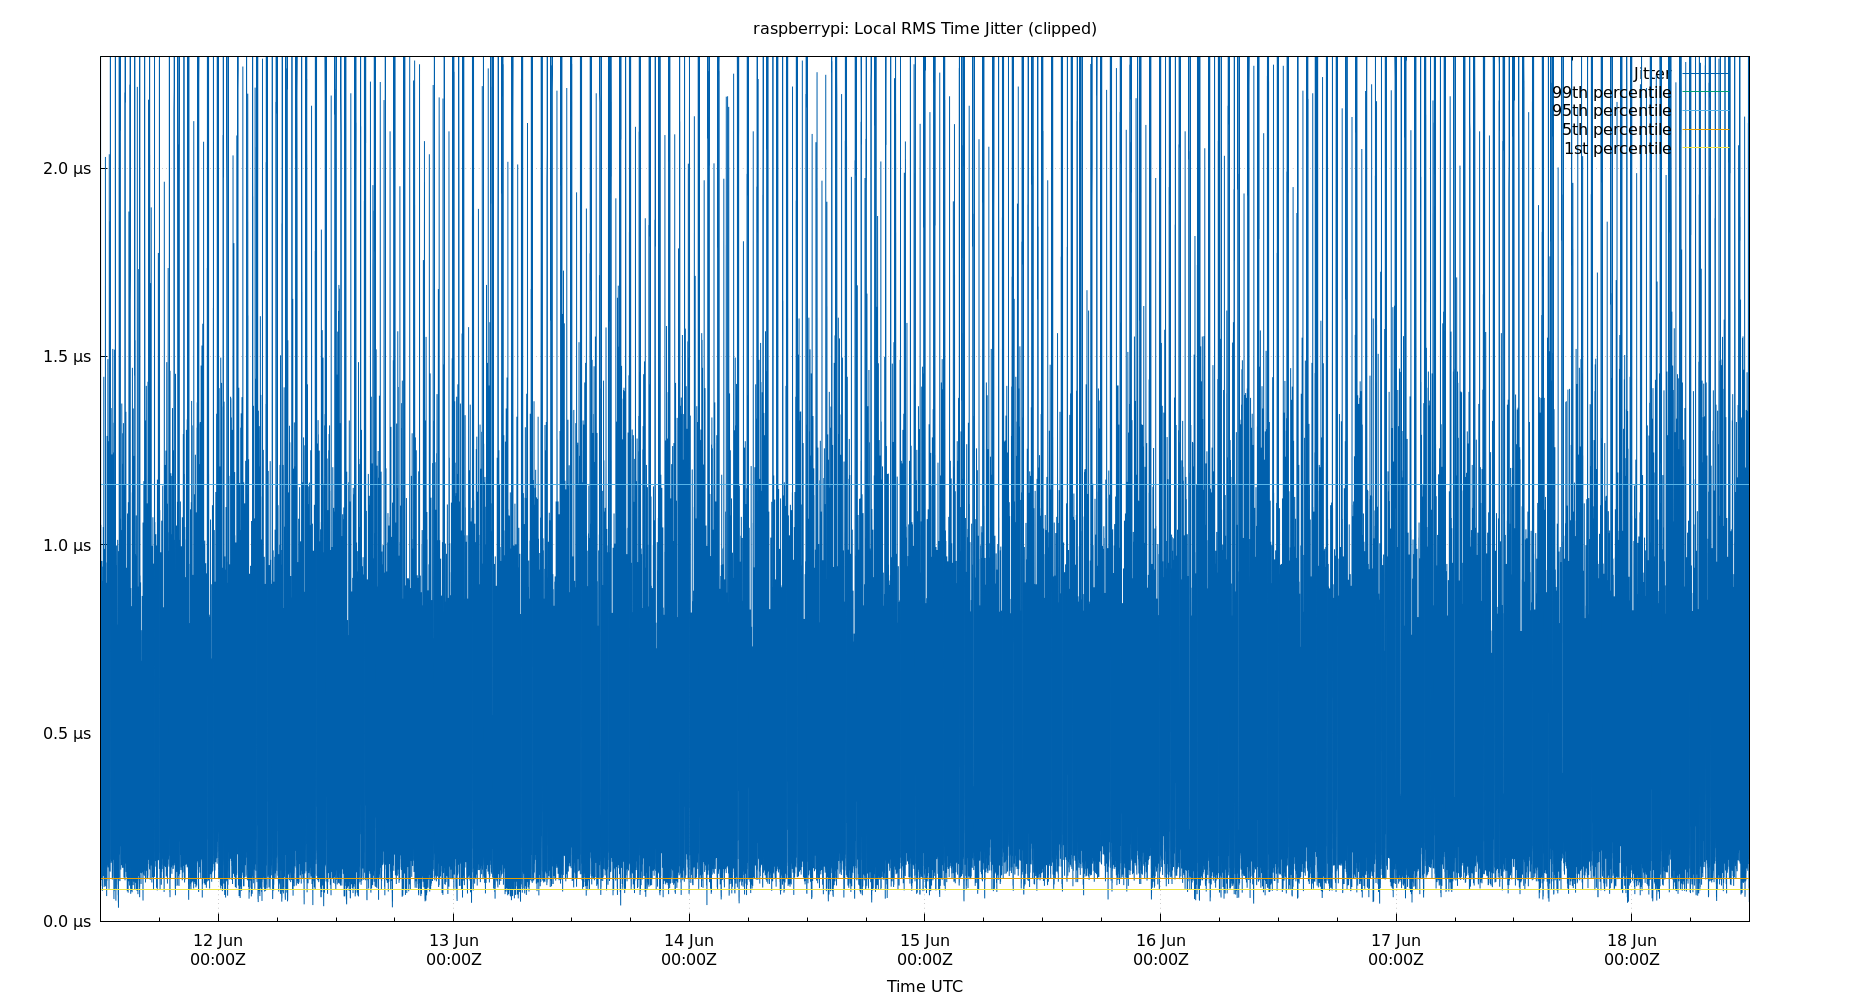 raspberrypi: Local RMS Time Jitter (clipped)
Jitter
99th percentile
95th percentile
5th percentile
1st percentile
2.0 µs
1.5 µs
1.0 µs
0.5 µs
0.0 µs
12 Jun 13 Jun 14 Jun 15 Jun 16 Jun 17 Jun 18 Jun
00:00Z 00:00Z 00:00Z 00:00Z 00:00Z 00:00Z 00:00Z
Time UTC